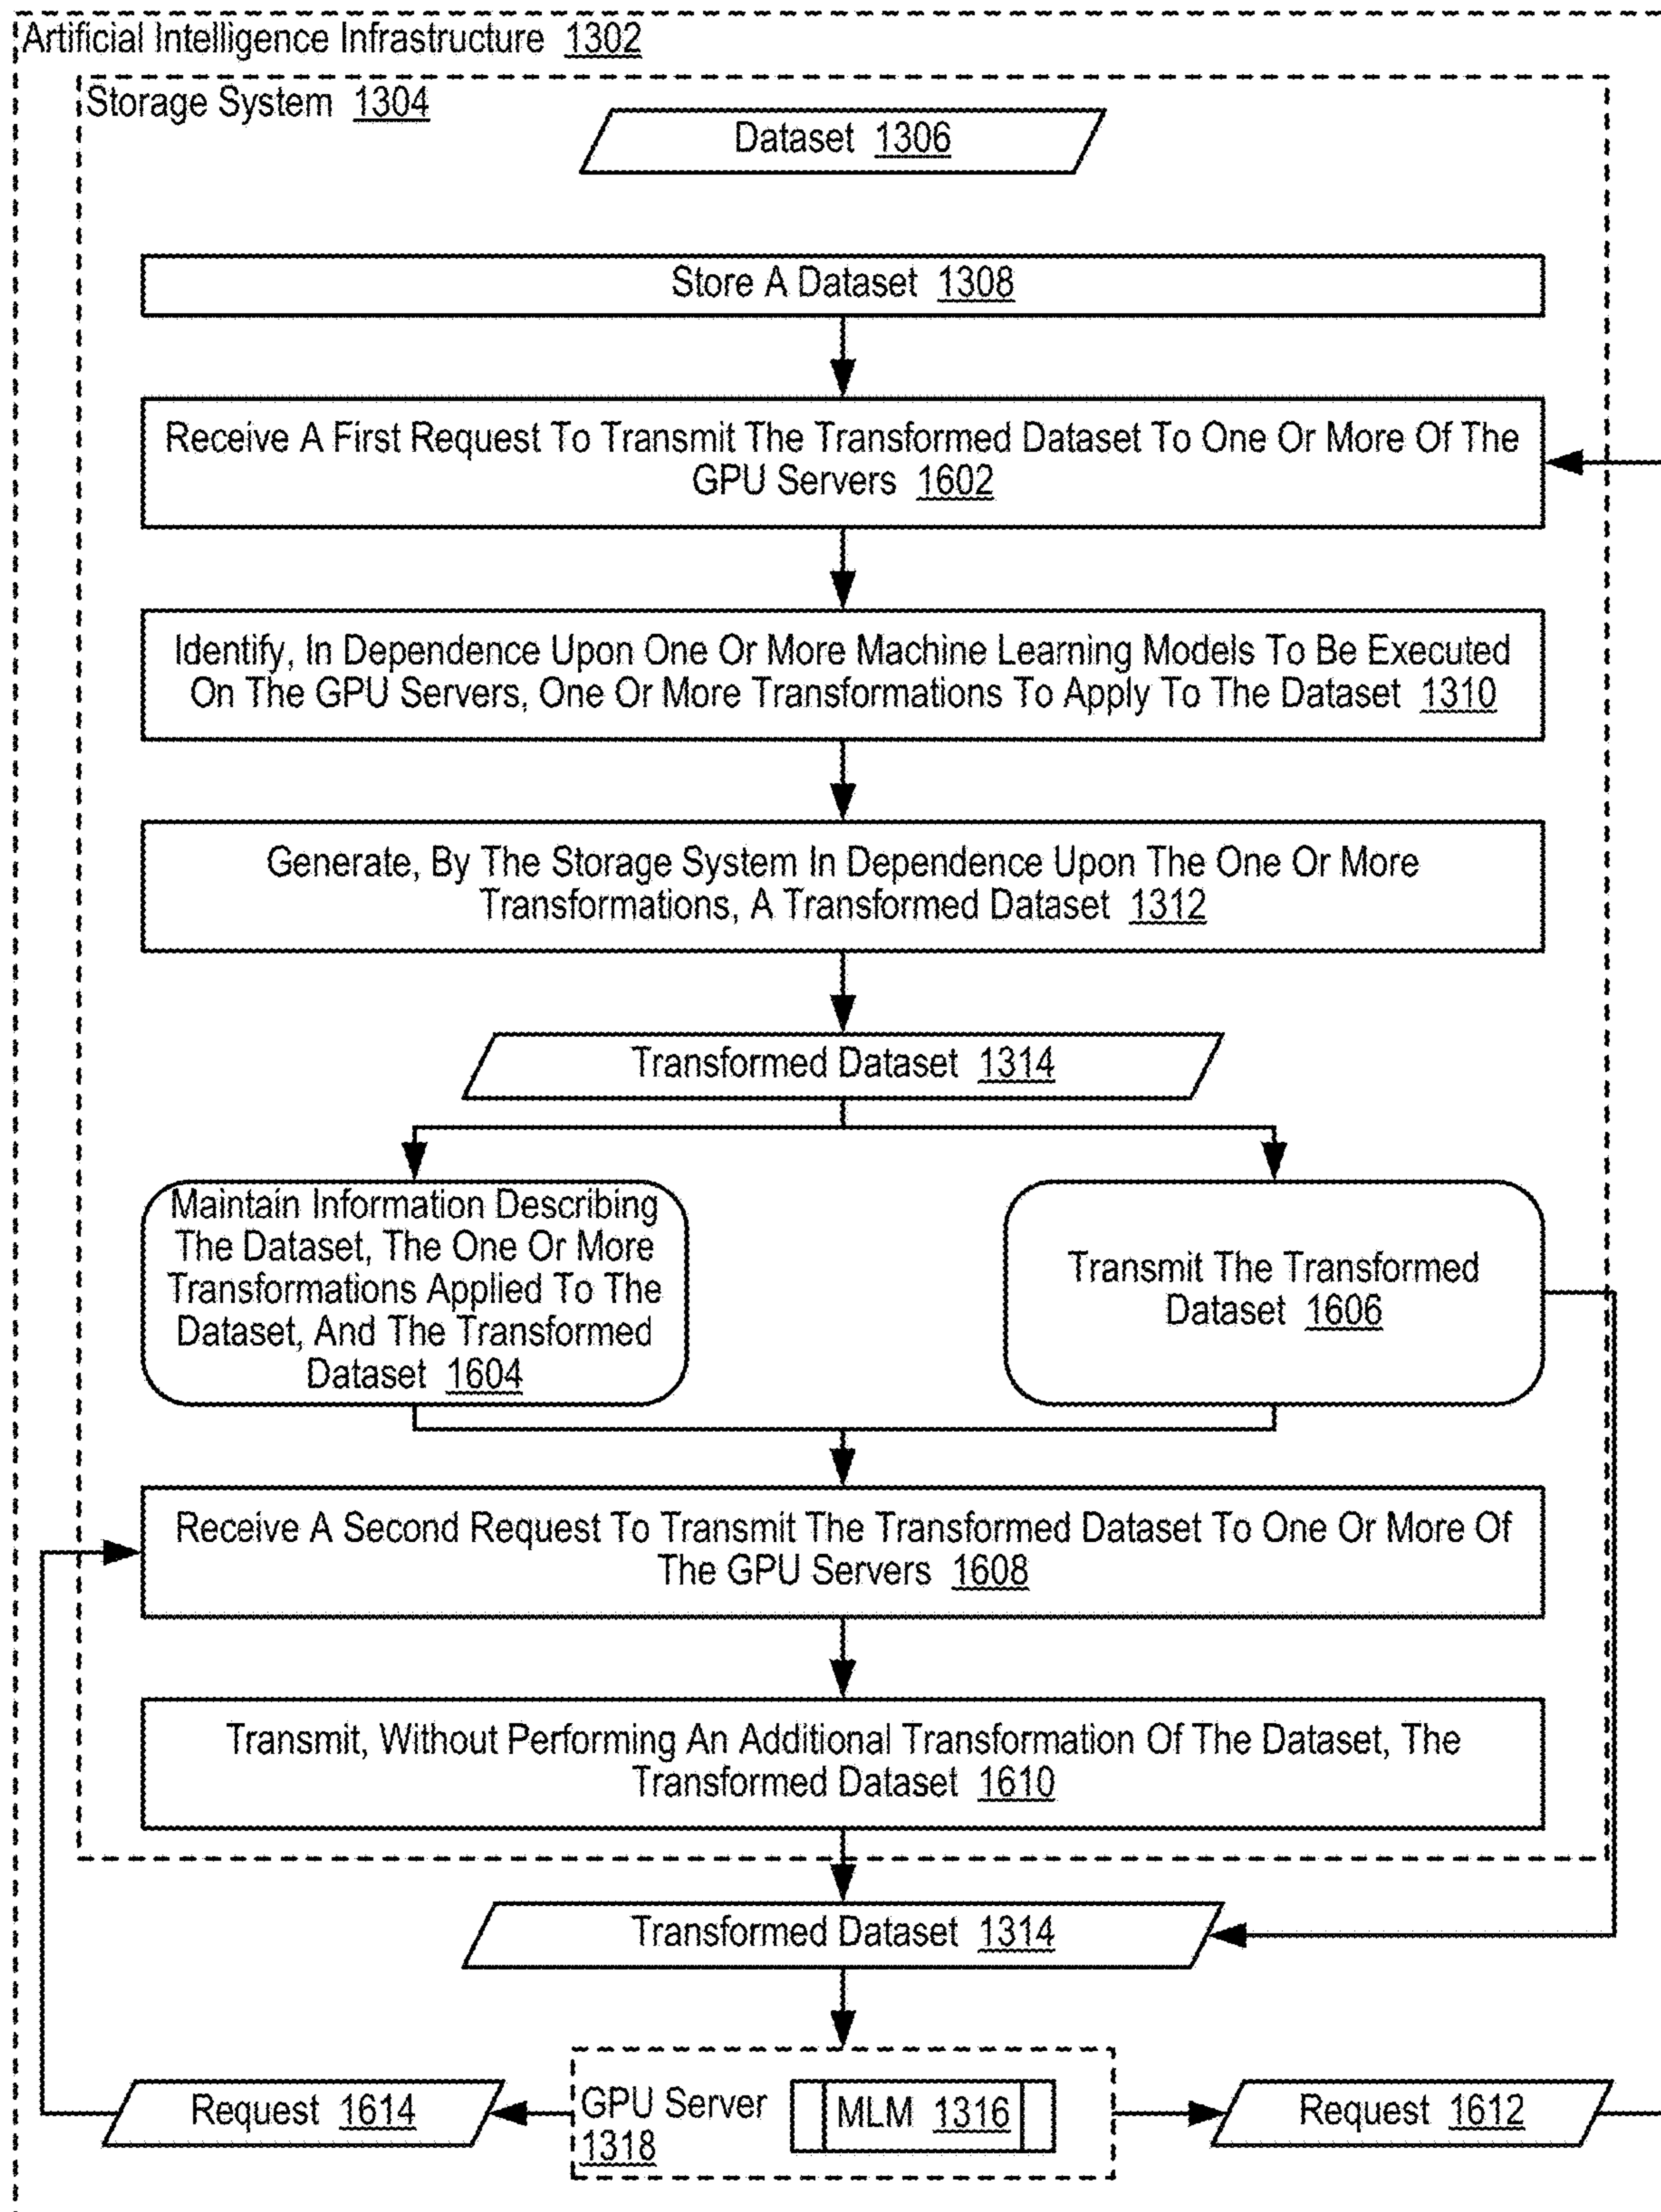 Artificial Intelligence Infrastructure 1302
Storage System 1304
Dataset 1306
Store A Dataset 1308
Receive A First Request To Transmit The Transformed Dataset To One Or More Of The
GPU Servers 1602
Identify, In Dependence Upon One Or More Machine Learning Models To Be Executed
On The GPU Servers, One Or More Transformations To Apply To The Dataset 1310
Generate, By The Storage System In Dependence Upon The One Or More
Transformations, A Transformed Dataset 1312
Transformed Dataset 1314
Maintain Information Describing
The Dataset, The One Or More
Transformations Applied To The
Dataset, And The Transformed
Dataset 1604
Transmit The Transformed
Dataset 1606
Receive A Second Request To Transmit The Transformed Dataset To One Or More Of
The GPU Servers 1608
Transmit, Without Performing An Additional Transformation Of The Dataset, The
Transformed Dataset 1610
Transformed Dataset 1314
Request 1614
GPU Server
1318
MLM 1316
Request 1612